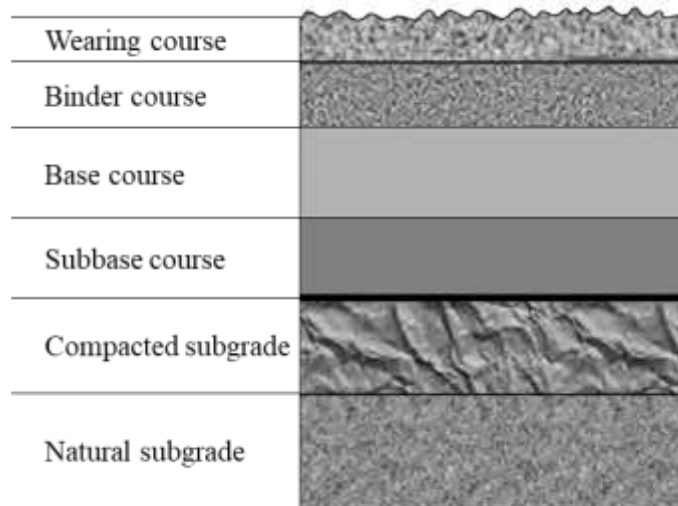 Wearing course
Binder course
Base course
Subbase course
Compacted subgrade
Natural subgrade